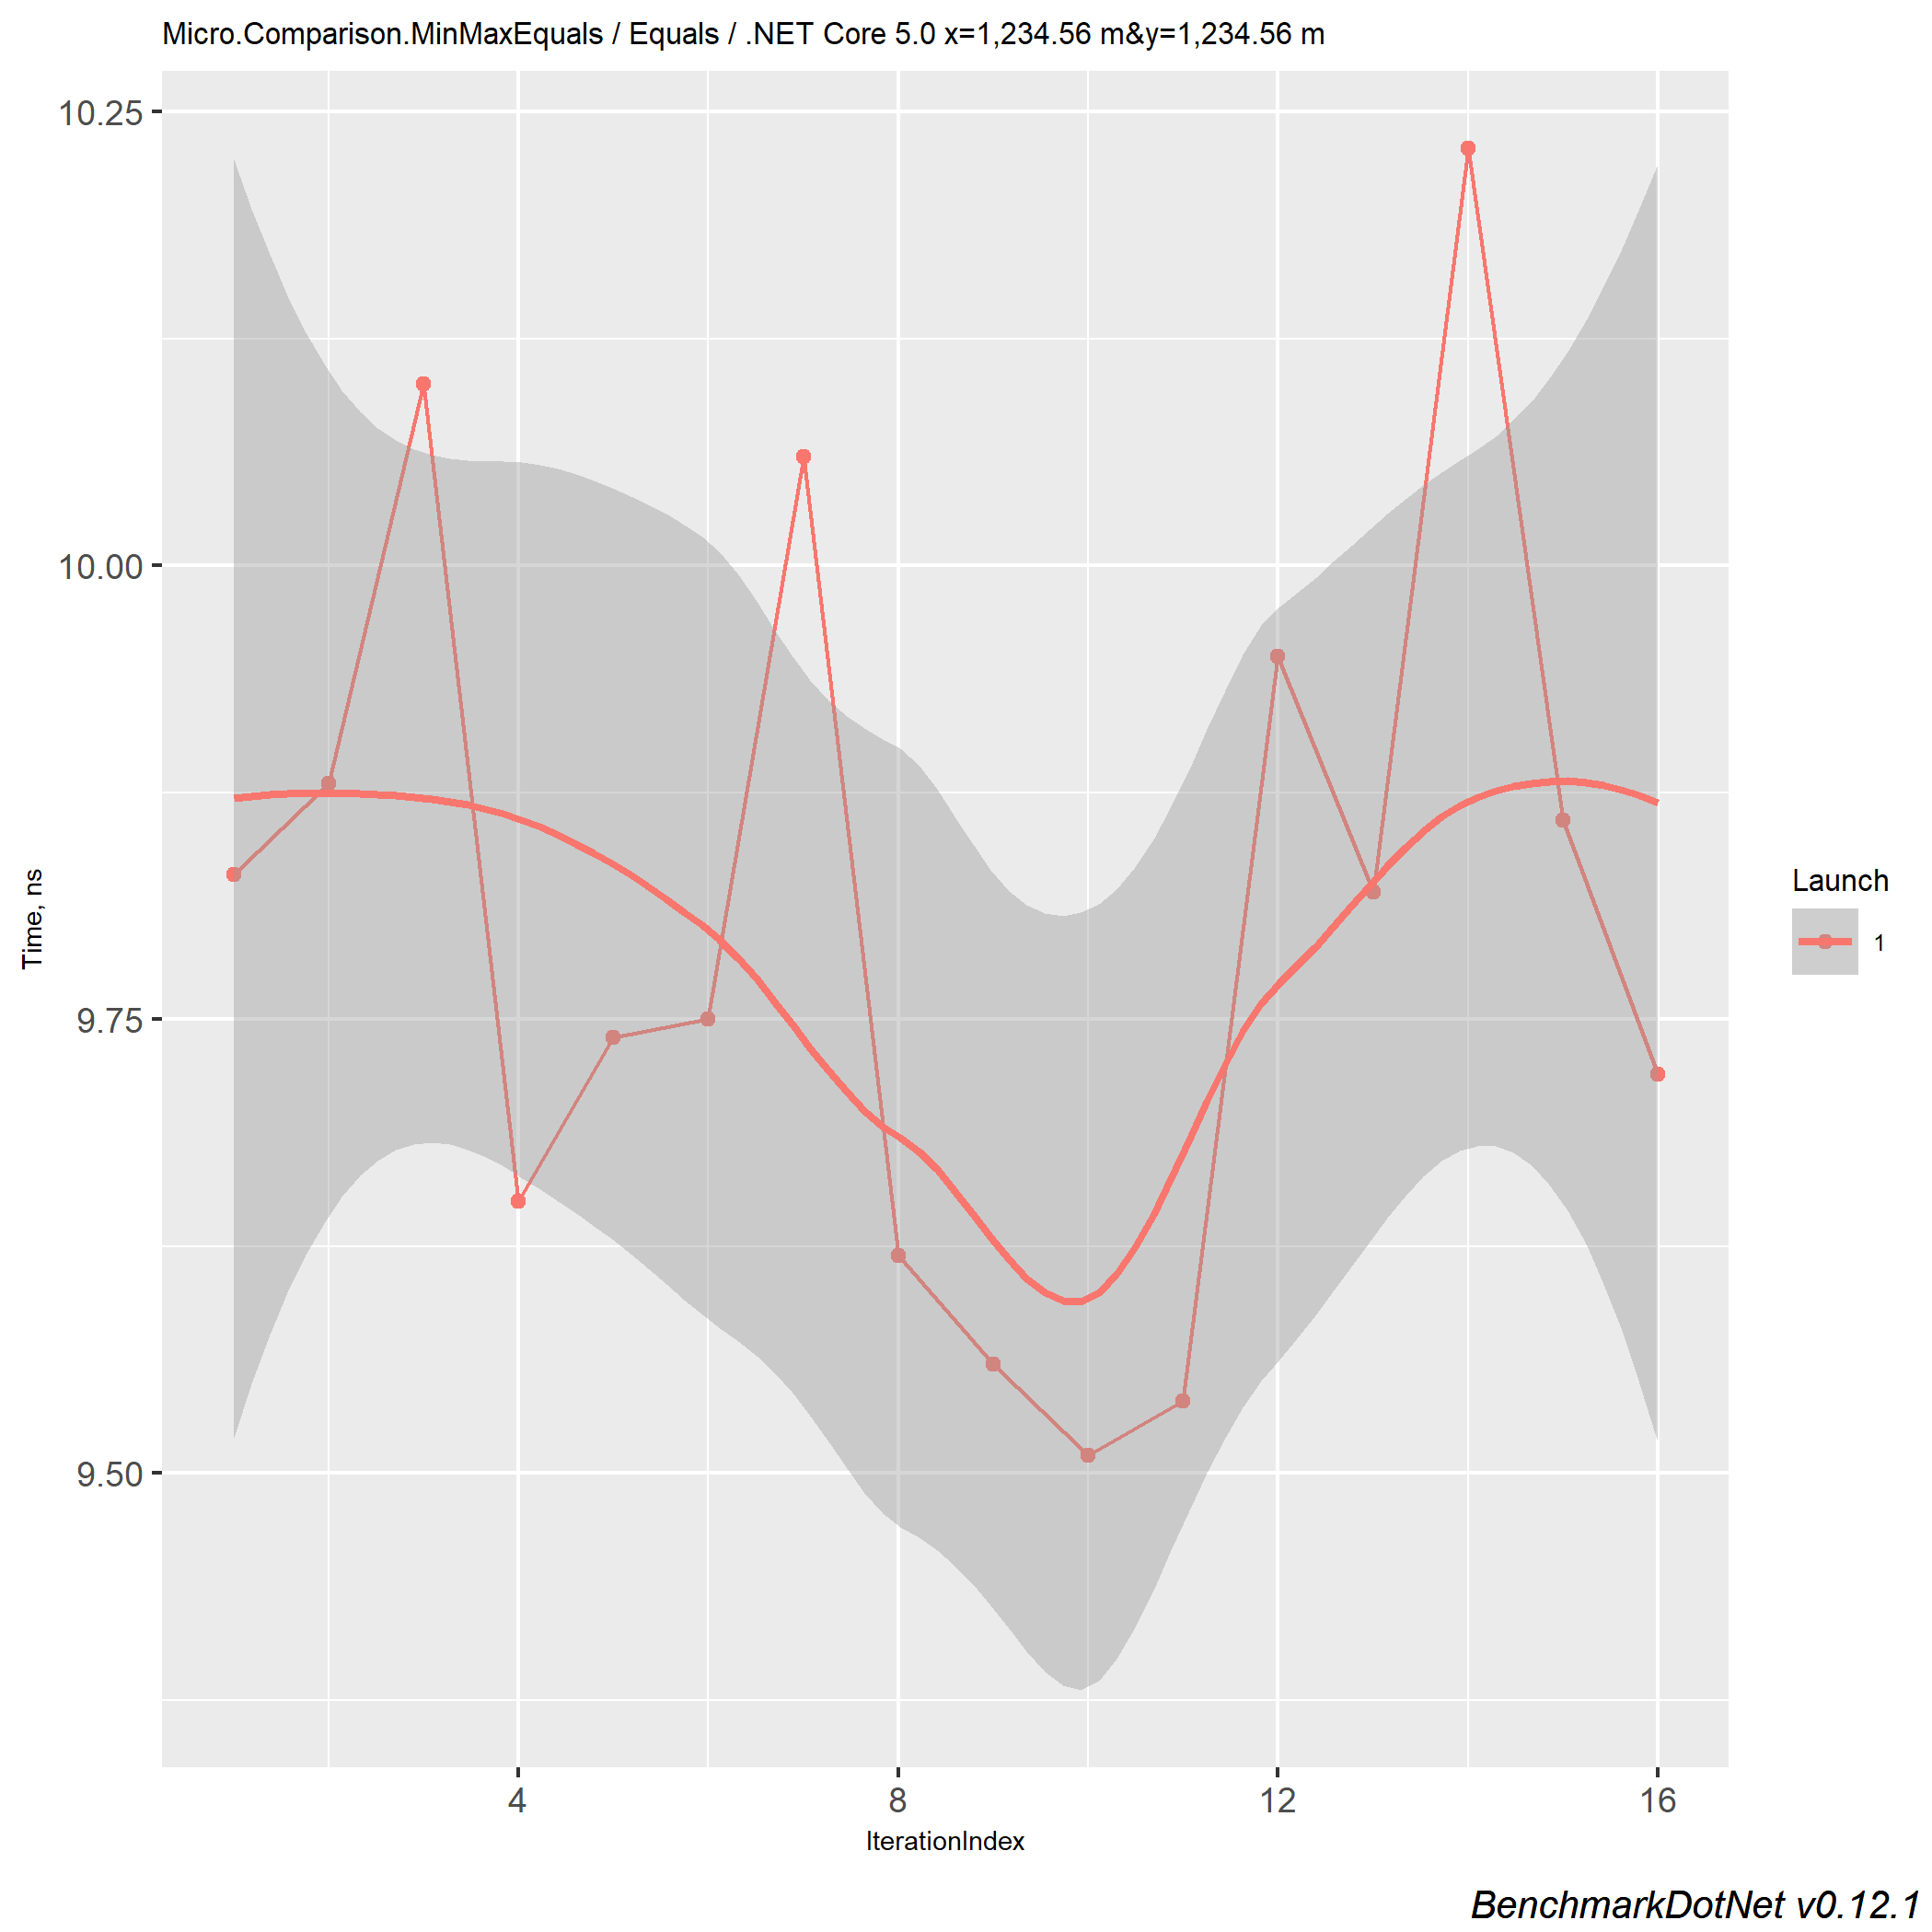 Micro.Comparison.MinMaxEquals / Equals / .NET Core 5.0 x=1,234.56 m&y=1,234.56 m
10.25
10.00
9.75
9.50
Time, ns
4 8 12 16
IterationIndex
Launch
1
BenchmarkDotNet v0.12.1